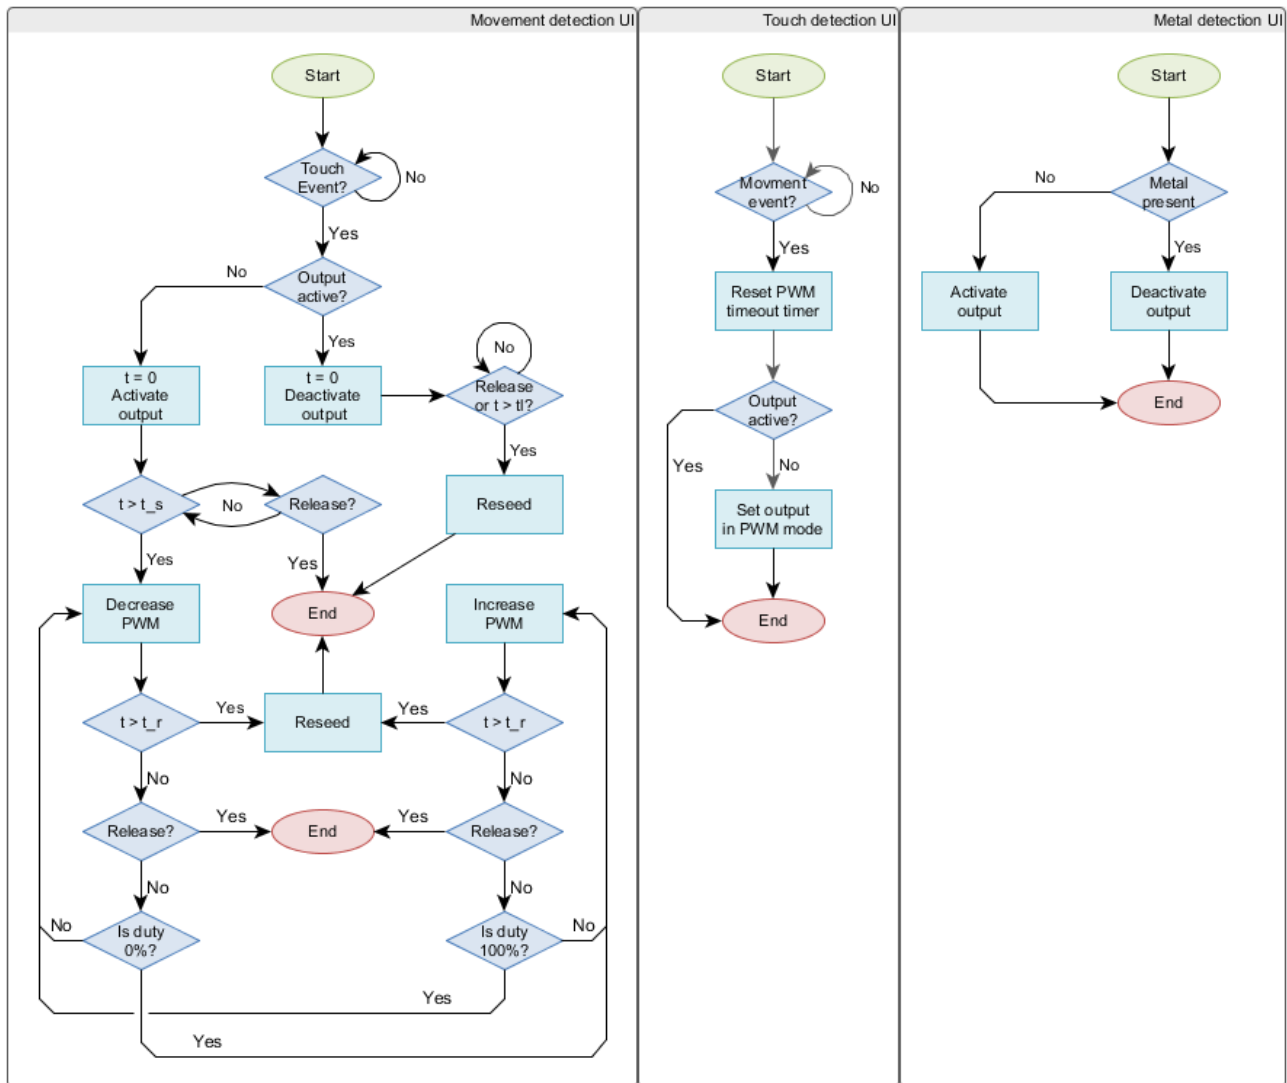 Movement detection UI
Start
Touch
Event?
No
Yes
Output
active?
No
Yes
t = 0
Activate
output
t = 0
Deactivate
output
No
Release
or t > tl?
Yes
Reseed
t > t_s
No
Release?
Yes
Yes
Decrease
PWM
End
Increase
PWM
t > t_r
Yes
Reseed
Yes
t > t_r
No
No
Release?
Yes
End
Yes
Release?
No
No
No
Is duty
0%?
Is duty
100%?
No
Yes
Yes
Touch detection UI
Start
Movment
event?
No
Yes
Reset PWM
timeout timer
Output
active?
Yes
No
Set output
in PWM mode
End
Metal detection UI
Start
No
Metal
present
Yes
Activate
output
Deactivate
output
End